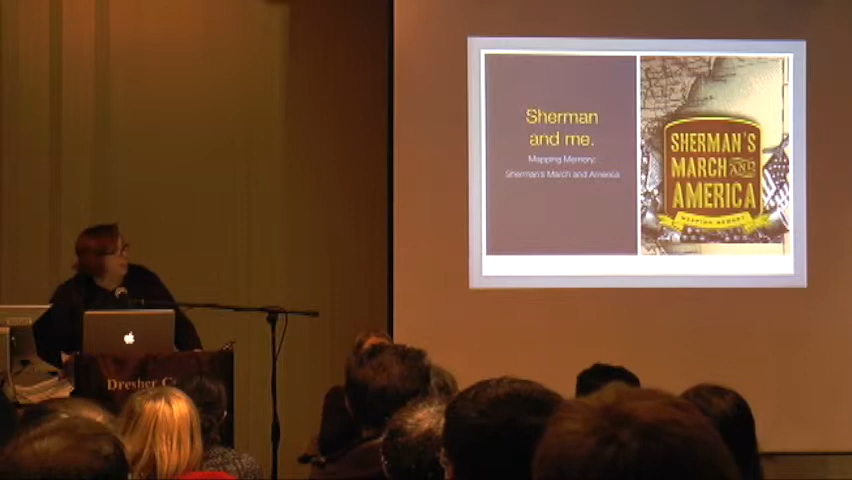 Sherman
and me.
Mapping Memory:
Sherman's March and America
SHERMAN'S
MARCH AND
AMERICA
MAPPING MEMORY
Dresher C